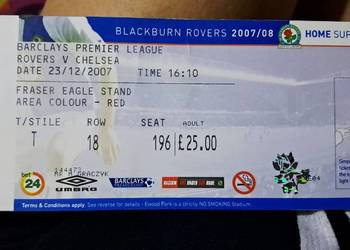 BLACKBURN ROVERS 2007/08
HOME SUP
BARCLAYS PREMIER LEAGUE
ROVERS V CHELSEA
DATE 23/12/2007 TIME 16:10
FRASER EAGLE STAND
AREA COLOUR - RED
T/STILE ROW SEAT ADULT
T 18 196 £25.00
bet
24
UMBRO
BARCLAYS
Terms & Conditions apply. See reverse for details - Ewood Park is a strictly NO SMOKING Stadium.